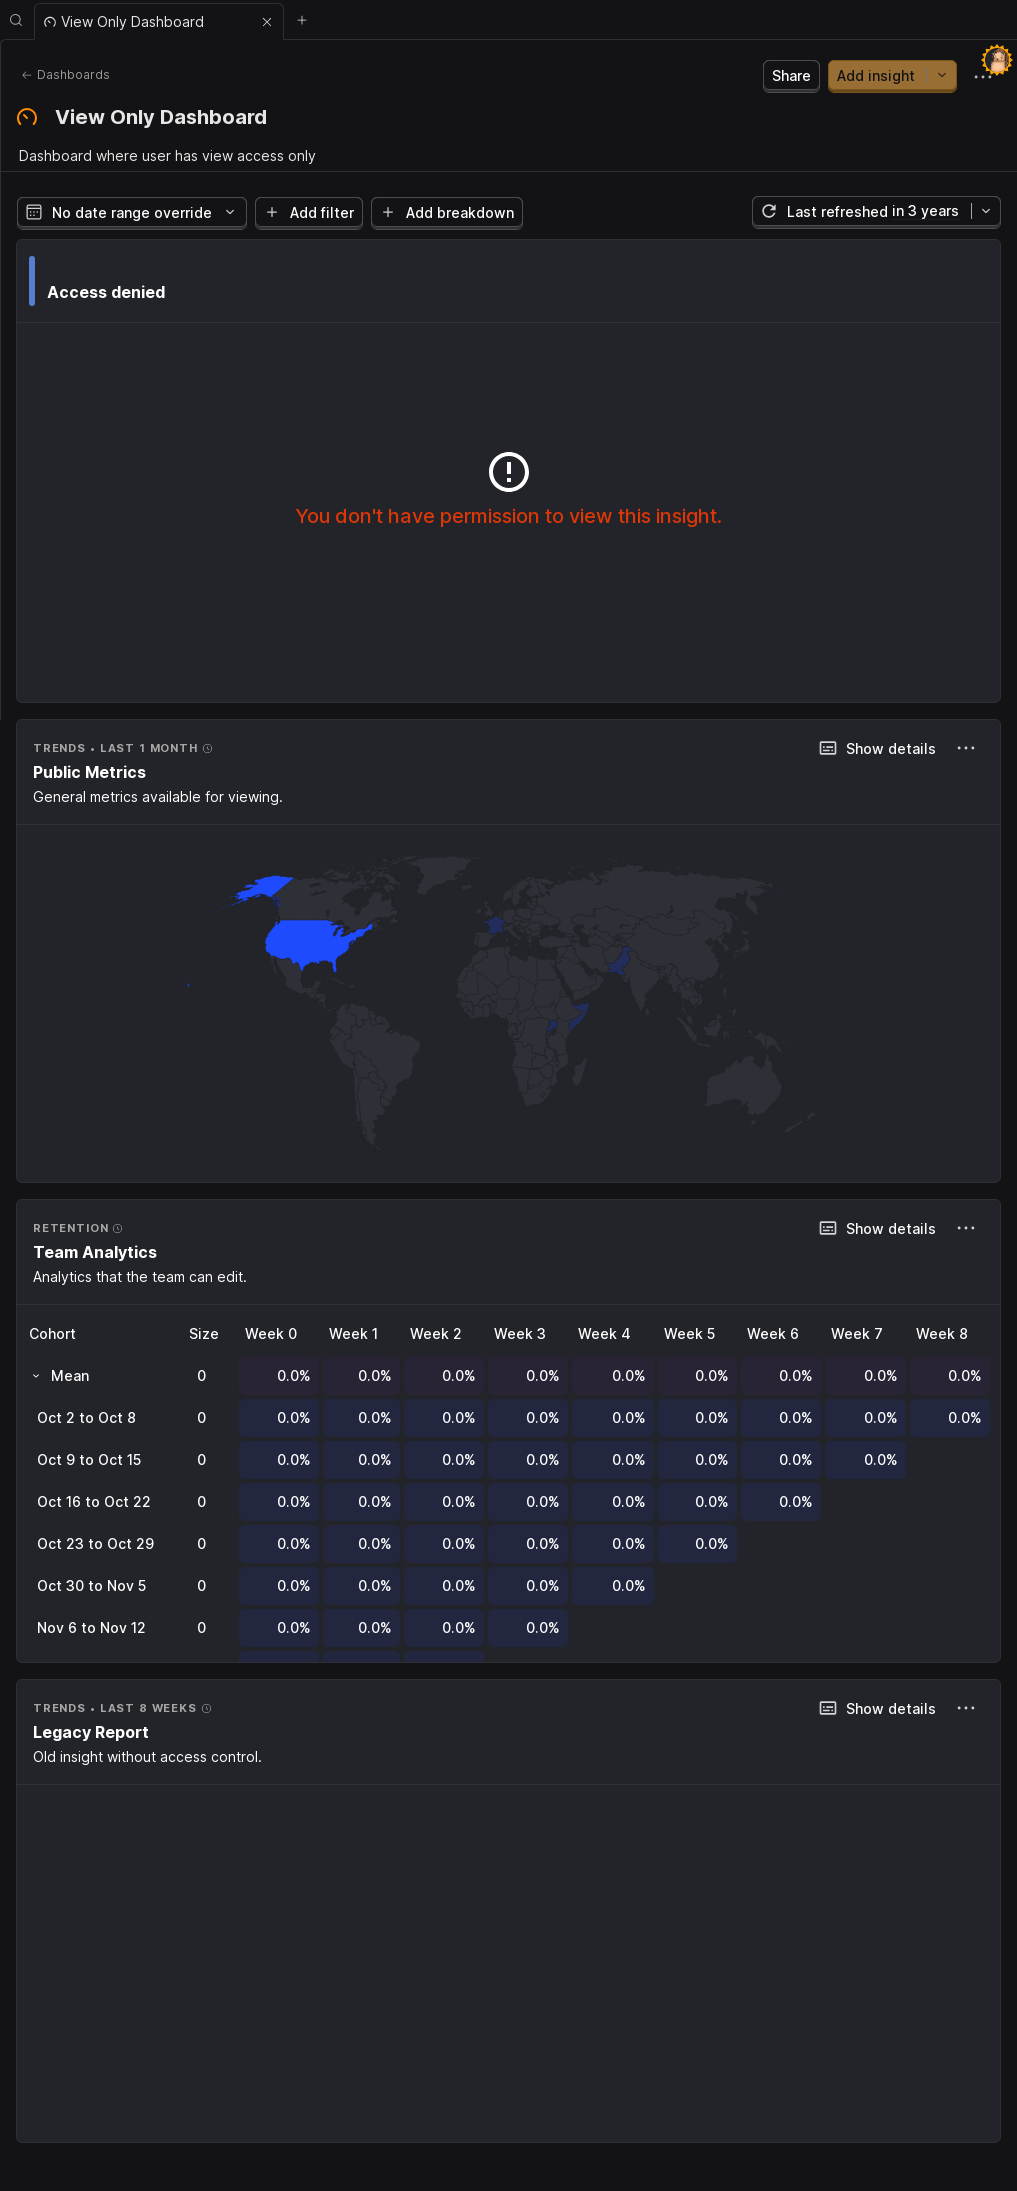 View Only Dashboard
Dashboards
Share
Add insight
View Only Dashboard
Dashboard where user has view access only
No date range override
Add filter
Add breakdown
Last refreshed in 3 years
Access denied
You don't have permission to view this insight.
TRENDS • LAST 1 MONTH
Show details
Public Metrics
General metrics available for viewing.
RETENTION
Show details
Team Analytics
Analytics that the team can edit.
Cohort Size Week 0 Week 1 Week 2 Week 3 Week 4 Week 5 Week 6 Week 7 Week 8
Mean 0 0.0% 0.0% 0.0% 0.0% 0.0% 0.0% 0.0% 0.0% 0.0%
Oct 2 to Oct 8 0 0.0% 0.0% 0.0% 0.0% 0.0% 0.0% 0.0% 0.0% 0.0%
Oct 9 to Oct 15 0 0.0% 0.0% 0.0% 0.0% 0.0% 0.0% 0.0% 0.0%
Oct 16 to Oct 22 0 0.0% 0.0% 0.0% 0.0% 0.0% 0.0% 0.0%
Oct 23 to Oct 29 0 0.0% 0.0% 0.0% 0.0% 0.0% 0.0%
Oct 30 to Nov 5 0 0.0% 0.0% 0.0% 0.0% 0.0%
Nov 6 to Nov 12 0 0.0% 0.0% 0.0% 0.0%
TRENDS • LAST 8 WEEKS
Show details
Legacy Report
Old insight without access control.